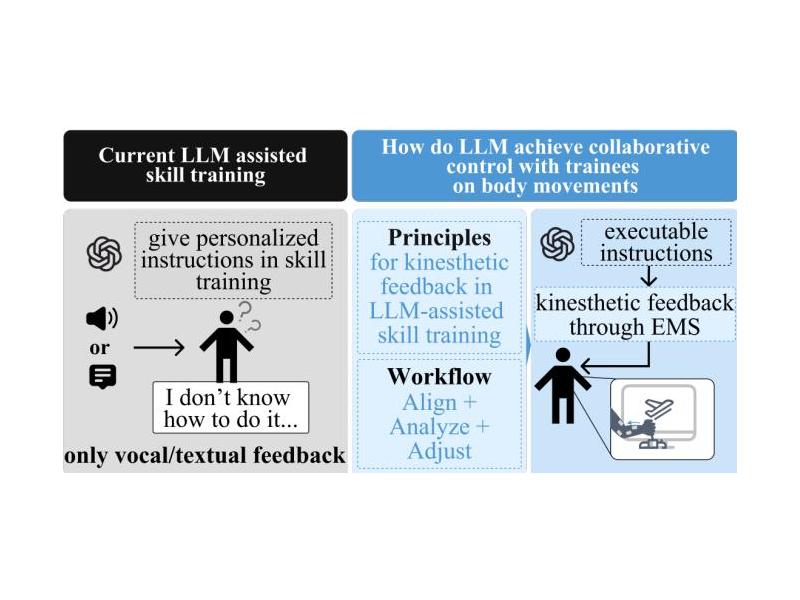 Current LLM assisted
skill training
give personalized
instructions in skill
training
or
??
I don't know
how to do it...
only vocal/textual feedback
How do LLM achieve collaborative
control with trainees
on body movements
Principles
for kinesthetic
feedback in
LLM-assisted
skill training
Workflow
Align +
Analyze +
Adjust
executable
instructions
kinesthetic feedback
through EMS